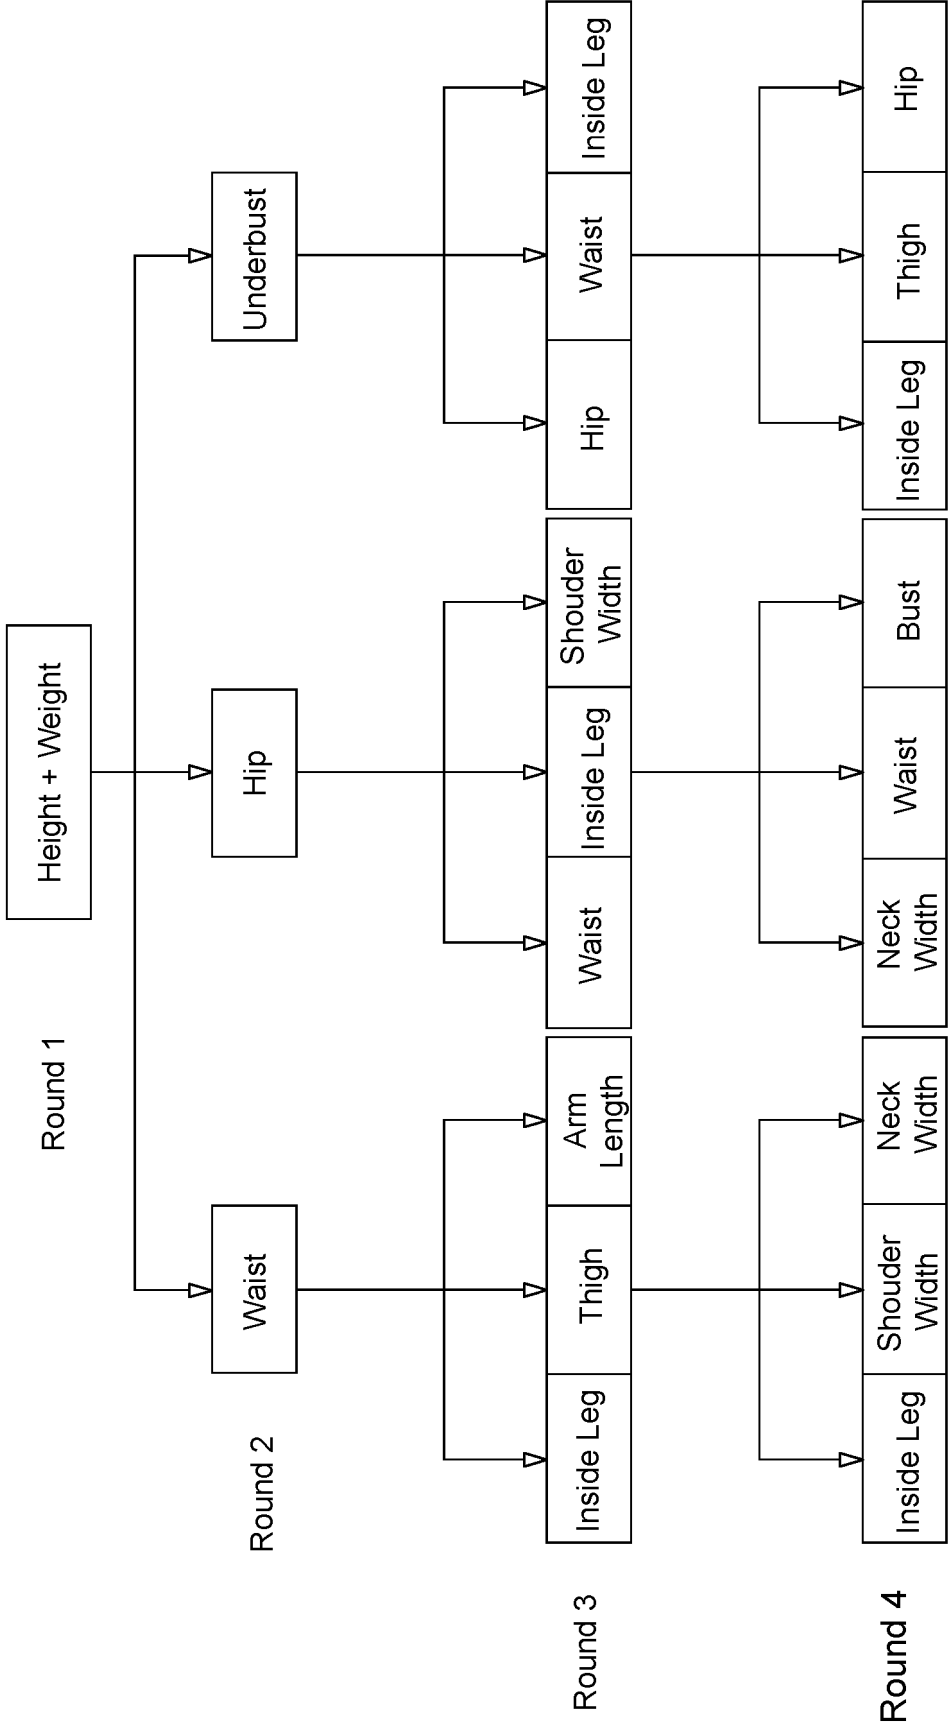 Round 1
Height + Weight
Round 2
Waist
Hip
Underbust
Round 3
Inside Leg
Thigh
Arm
Length
Waist
Inside Leg
Shouder
Width
Hip
Waist
Inside Leg
Round 4
Inside Leg
Shouder
Width
Neck
Width
Neck
Width
Waist
Bust
Inside Leg
Thigh
Hip